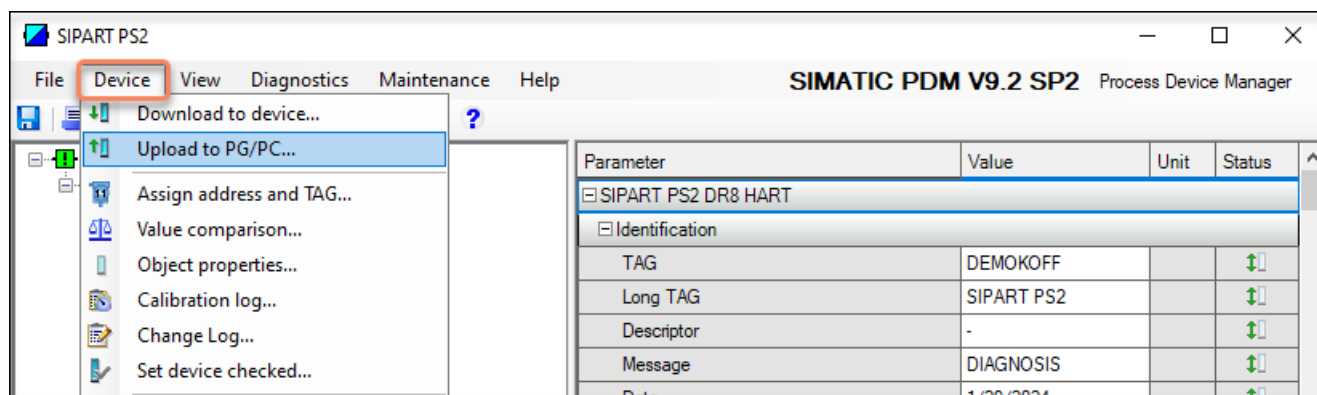 SIPART PS2
File Device View Diagnostics Maintenance Help SIMATIC PDM V9.2 SP2 Process Device Manager
Download to device...
?
Upload to PG/PC...
Assign address and TAG...
Value comparison...
Object properties...
Calibration log...
Change Log...
Set device checked...
Parameter Value Unit Status
SIPART PS2 DR8 HART
Identification
TAG DEMOKOFF
Long TAG SIPART PS2
Descriptor -
Message DIAGNOSIS